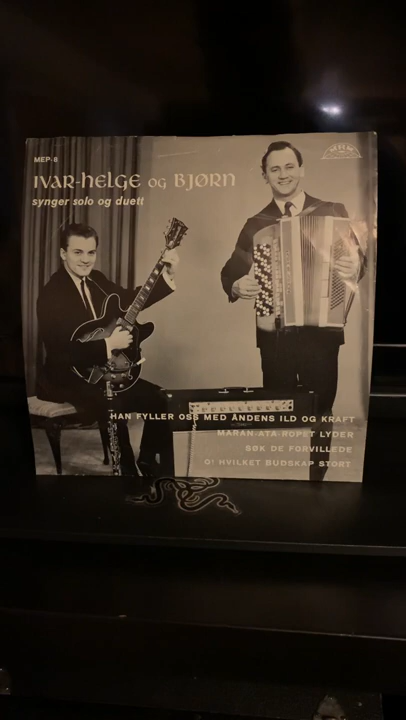 MEP-8
IVAR-HELGE OG BJØRN
synger solo og duett
HAN FYLLER OSS MED ÅNDENS ILD OG KRAFT
MARAN ATA ROPET LYDER
SØK DE FORVILLEDE
O! HVILKET BUDSKAP STORT